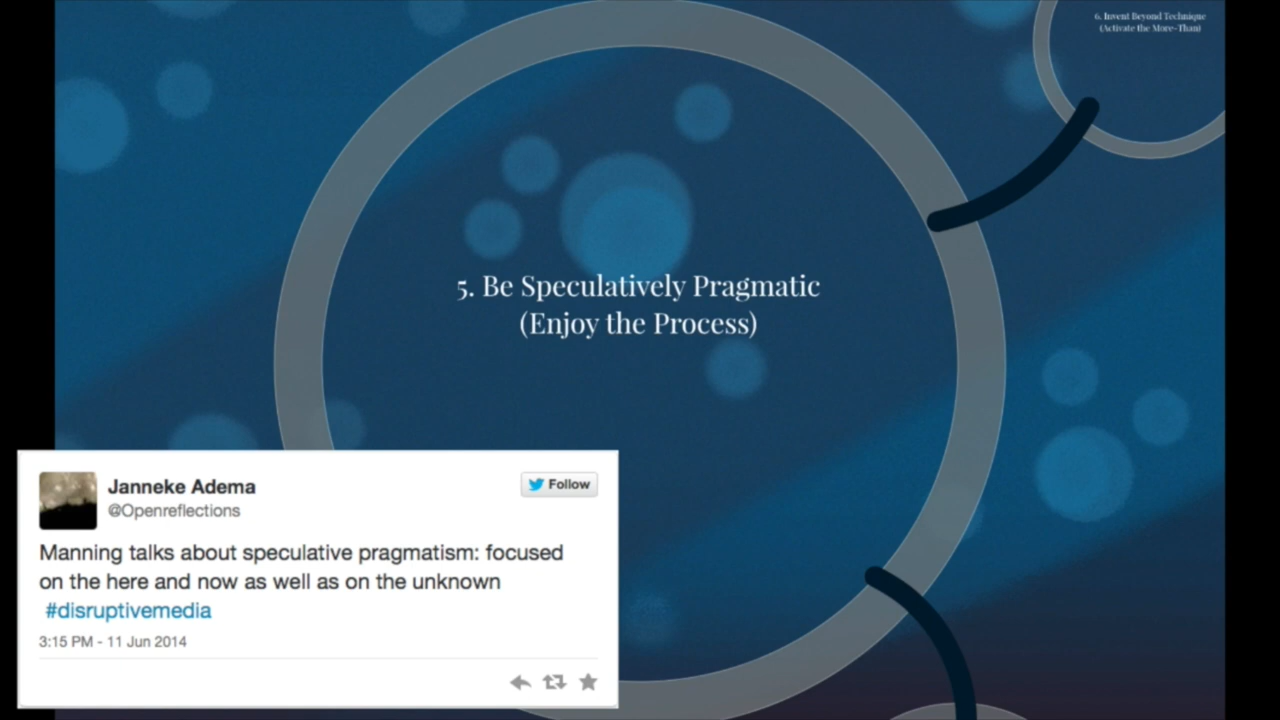 6. Invent Beyond Technique
(Activate the More-Than)
5. Be Speculatively Pragmatic
(Enjoy the Process)
Janneke Adema
@Openreflections
Follow
Manning talks about speculative pragmatism: focused
on the here and now as well as on the unknown
#disruptivemedia
3:15 PM - 11 Jun 2014